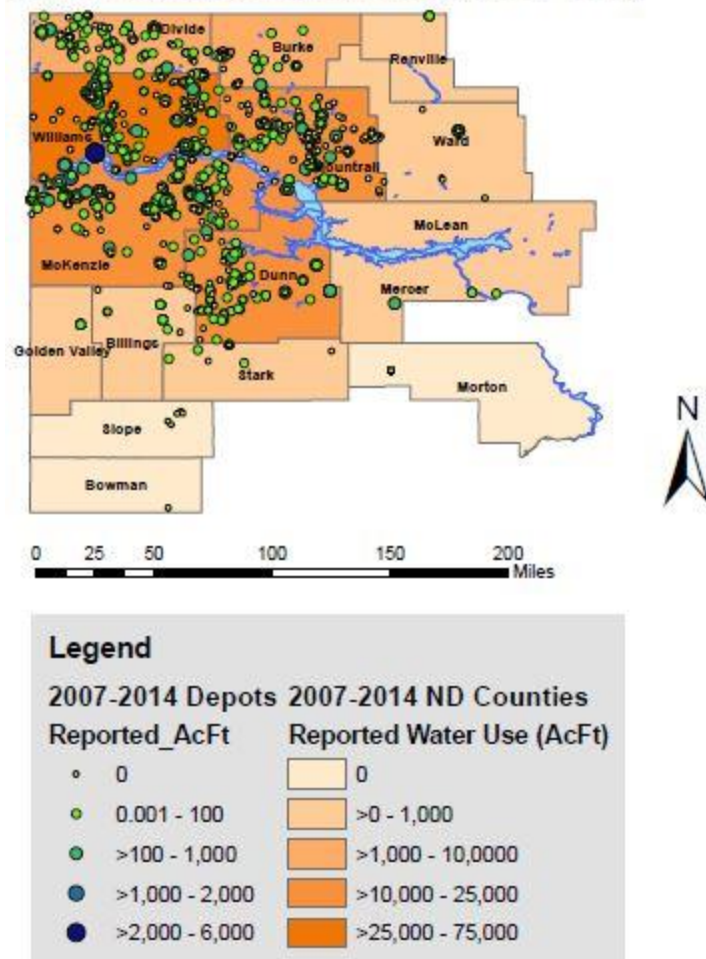 Divide
Burke
Renville
Williams
Ward
ountrail
McLean
McKenzie
Dunn
Mercer
Golden Valley
Billings
Stark
Morton
Slope
Bowman
N
0 25 50 100 150 200
Miles
Legend
2007-2014 Depots 2007-2014 ND Counties
Reported_AcFt Reported Water Use (AcFt)
0 0
0.001 - 100 >0 - 1,000
>100 - 1,000 >1,000 - 10,0000
>1,000 - 2,000 >10,000 - 25,000
>2,000 - 6,000 >25,000 - 75,000